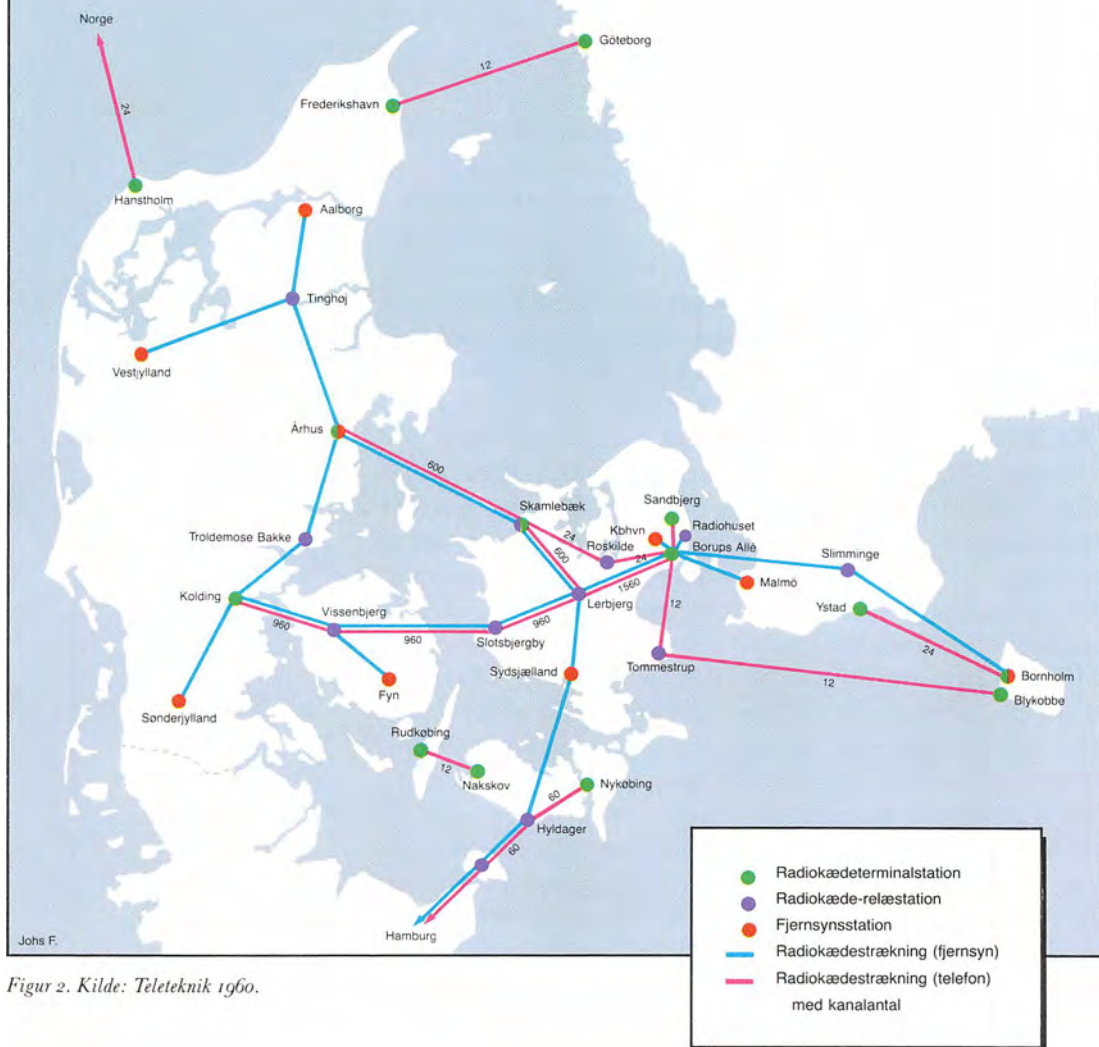 Norge
Göteborg
12
24
Frederikshavn
Hanstholm
Aalborg
Tinghøj
Vestjylland
Århus
600
Skamlebæk
Sandbjerg
24
Kbhvn
Radiohuset
Troldemose Bakke
Roskilde
24
Borups Allè
Slimminge
600
1560
Malmö
Kolding
Vissenbjerg
Lerbjerg
12
Ystad
960
960
Slotsbjergby
960
24
Sydsjælland
Tommestrup
12
Bornholm
Fyn
Blykobbe
Sønderjylland
Rudkøbing
12
Nakskov
Nykøbing
60
Hyldager
60
Hamburg
Johs F.
Radiokædeterminalstation
Radiokæde-relæstation
Fjernsynsstation
Radiokædestrækning (fjernsyn)
Radiokædestrækning (telefon)
med kanalantal
Figur 2. Kilde: Teleteknik 1960.